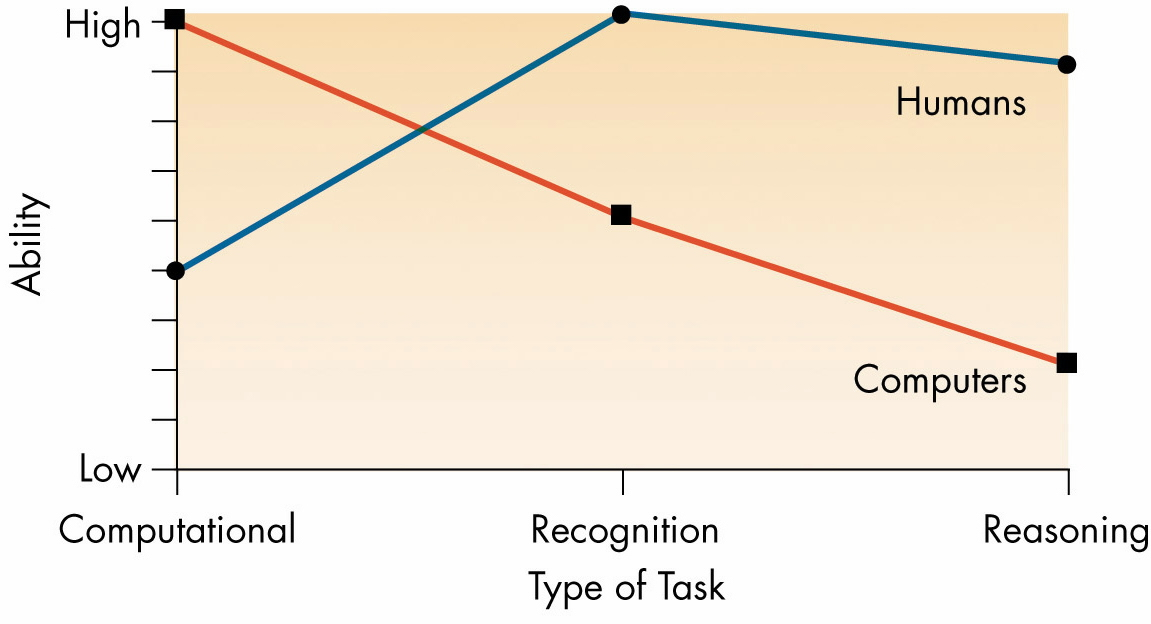 High
Humans
Ability
Computers
Low
Computational
Recognition
Reasoning
Type of Task